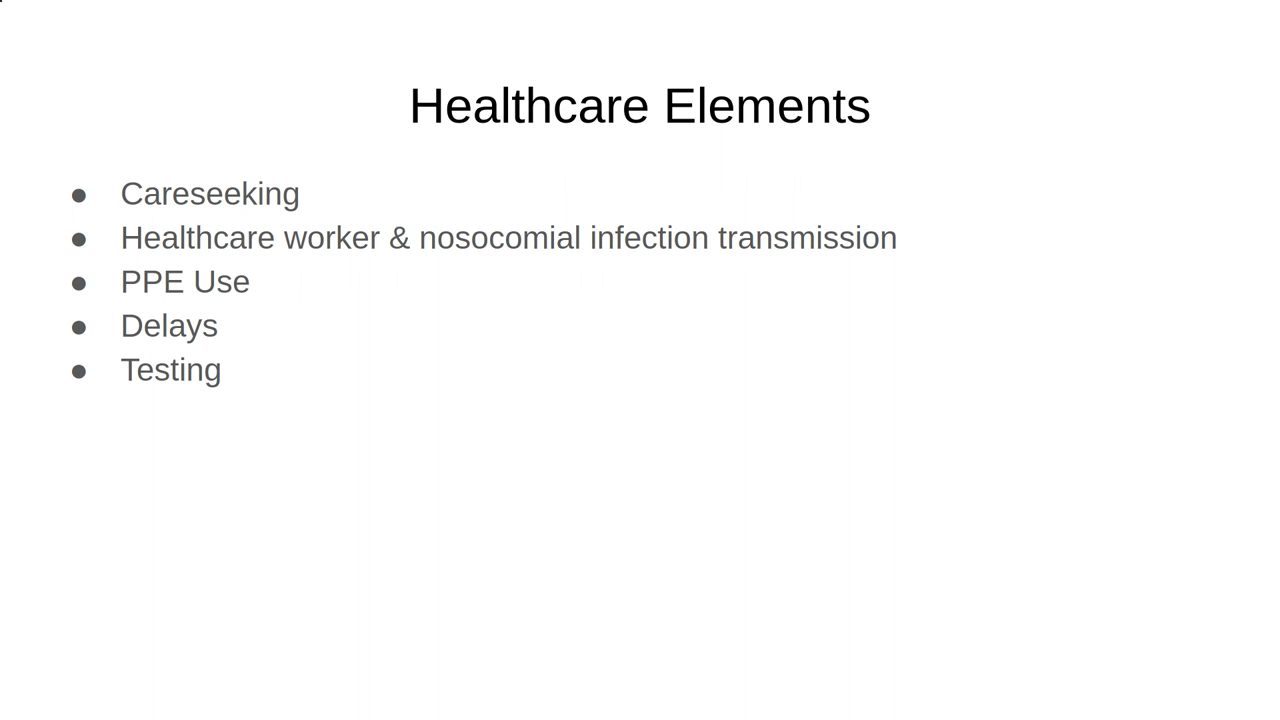 Healthcare Elements
● Careseeking
● Healthcare worker & nosocomial infection transmission
● PPE Use
● Delays
● Testing